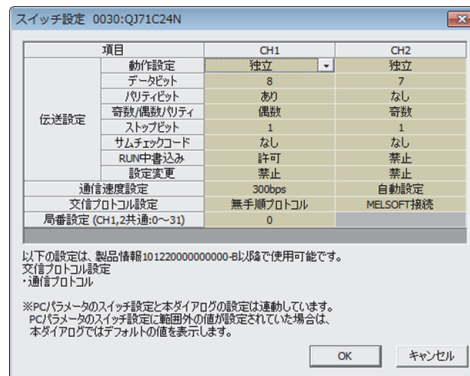 スイッチ設定 0030:QJ71C24N
項目 CH1 CH2
伝送設定
動作設定 独立 独立
データビット 8 7
パリティビット あり なし
奇数/偶数パリティ 偶数 奇数
ストップビット 1 1
サムチェックコード なし なし
RUN中書込み 許可 禁止
設定変更 禁止 禁止
通信速度設定 300bps 自動設定
交信プロトコル設定 無手順プロトコル MELSOFT接続
局番設定(CH1,2共通:0～31) 0
以下の設定は、製品情報101220000000000-B以降で使用可能です。
交信プロトコル設定
・通信プロトコル
※PCパラメータのスイッチ設定と本ダイアログの設定は連動しています。
PCパラメータのスイッチ設定に範囲外の値が設定されていた場合は、
本ダイアログではデフォルトの値を表示します。
OK キャンセル